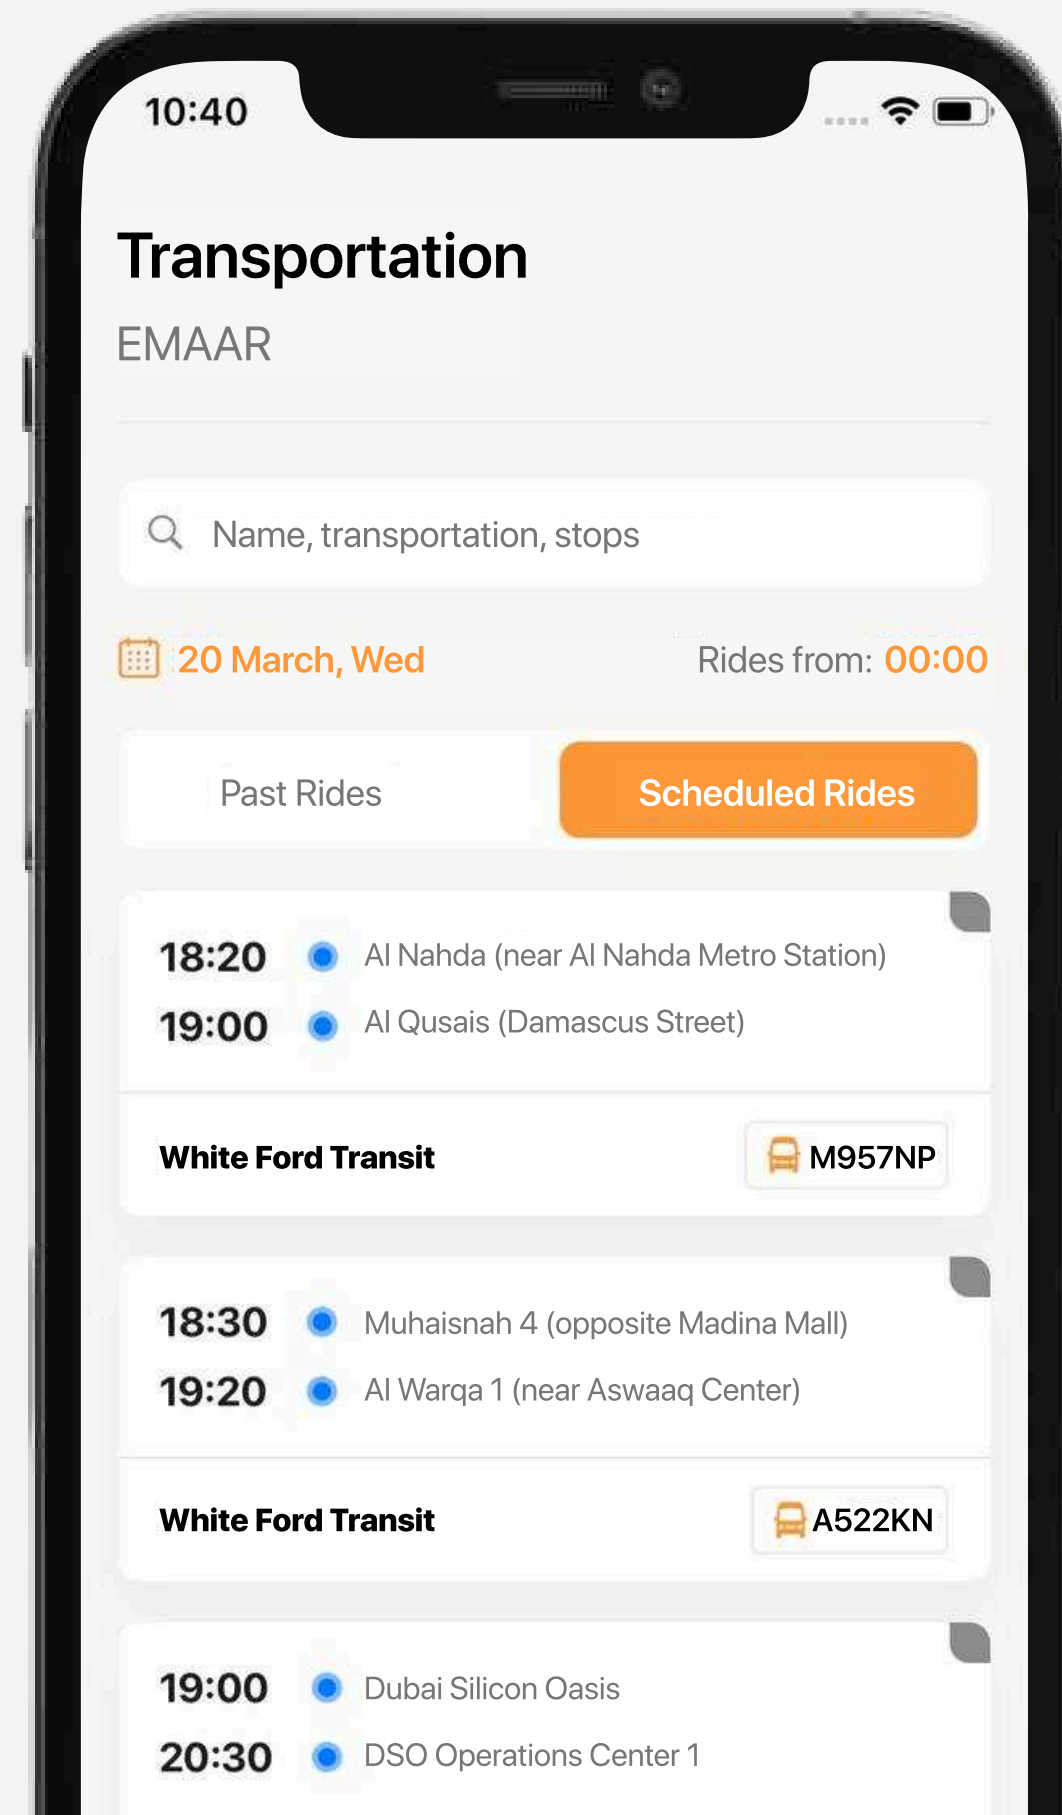 10:40
Transportation
EMAAR
Name, transportation, stops
20 March, Wed
Rides from: 00:00
Past Rides
Scheduled Rides
18:20 Al Nahda (near Al Nahda Metro Station)
19:00 Al Qusais (Damascus Street)
White Ford Transit M957NP
18:30 Muhaisnah 4 (opposite Madina Mall)
19:20 Al Warqa 1 (near Aswaaq Center)
White Ford Transit A522KN
19:00 Dubai Silicon Oasis
20:30 DSO Operations Center 1